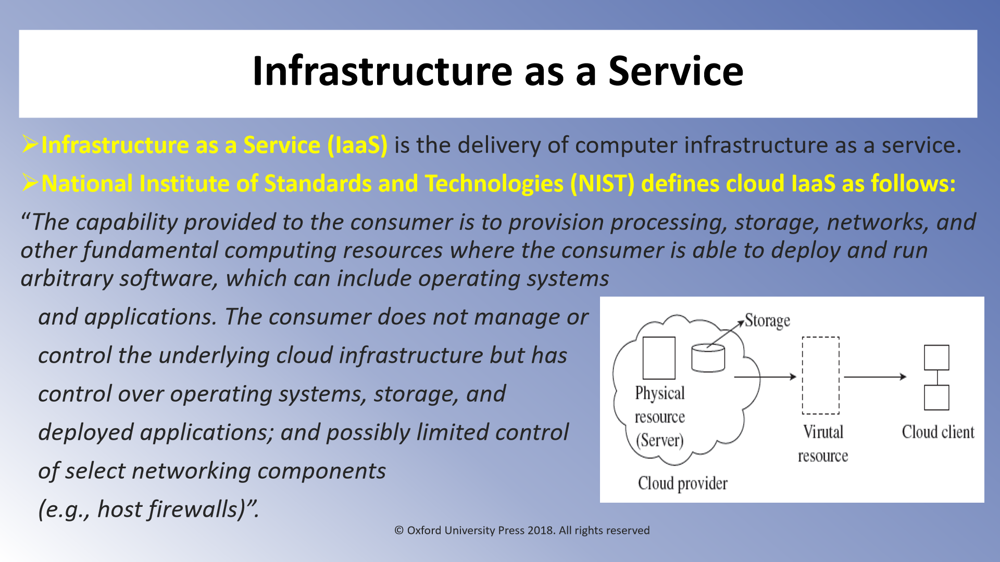 Infrastructure as a Service
➢Infrastructure as a Service (IaaS) is the delivery of computer infrastructure as a service.
➢National Institute of Standards and Technologies (NIST) defines cloud IaaS as follows:
“The capability provided to the consumer is to provision processing, storage, networks, and
other fundamental computing resources where the consumer is able to deploy and run
arbitrary software, which can include operating systems
and applications. The consumer does not manage or
control the underlying cloud infrastructure but has
control over operating systems, storage, and
deployed applications; and possibly limited control
of select networking components
(e.g., host firewalls)”.
Storage
Physical
resource
(Server)
Cloud provider
Virutal
resource
Cloud client
© Oxford University Press 2018. All rights reserved